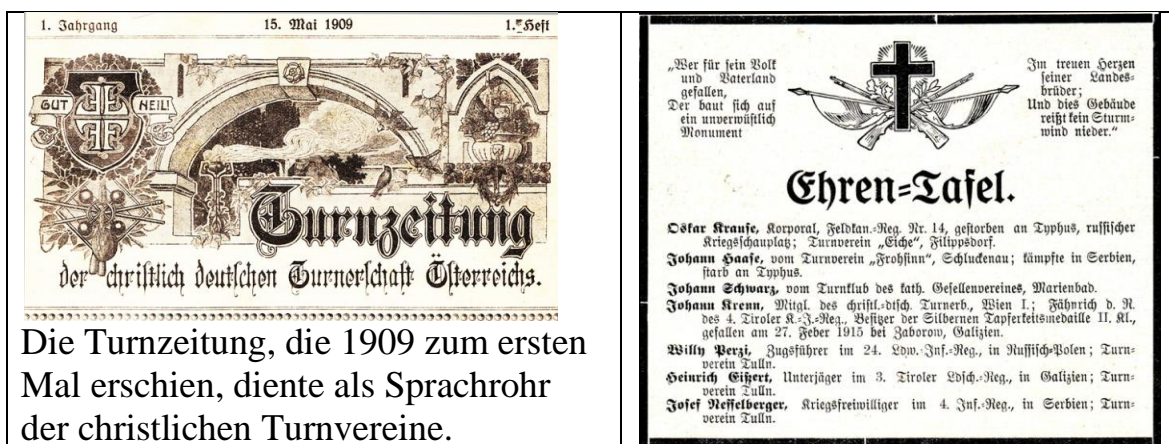 1. Jahrgang 15. Mai 1909 1. Heft
GUT HEIL!
Turnzeitung
der christlich deutschen Turnerschaft Österreichs.
Die Turnzeitung, die 1909 zum ersten
Mal erschien, diente als Sprachrohr
der christlichen Turnvereine.
„Wer für sein Volk
und Vaterland
gefallen,
Der baut sich auf
ein unverwüstlich
Monument
Im treuen Herzen
seiner Landes-
brüder;
Und dies Gebäude
reißt kein Sturm-
wind nieder.“
Ehren-Tafel.
Oskar Krause, Korporal, Feldkan.-Reg. Nr. 14, gestorben an Typhus, russischer
Kriegsschauplatz; Turnverein „Eiche“, Filippsdorf.
Johann Haase, vom Turnverein „Frohsinn“, Schluckenau; kämpfte in Serbien,
starb an Typhus.
Johann Schwarz, vom Turnklub des kath. Gesellenvereines, Marienbad.
Johann Krenn, Mitgl. des christl.-dtsch. Turnerb., Wien I.; Fähnrich d. R.
des 4. Tiroler K.-J.-Reg., Besitzer der Silbernen Tapferkeitsmedaille II. Kl.,
gefallen am 27. Feber 1915 bei Zaborow, Galizien.
Willy Perzi, Zugsführer im 24. Ldw.-Inf.-Reg., in Russisch-Polen; Turn-
verein Tulln.
Heinrich Eißert, Unterjäger im 3. Tiroler Ldsch.-Reg., in Galizien; Turn-
verein Tulln.
Josef Nesselberger, Kriegsfreiwilliger im 4. Inf.-Reg., in Serbien; Turn-
verein Tulln.